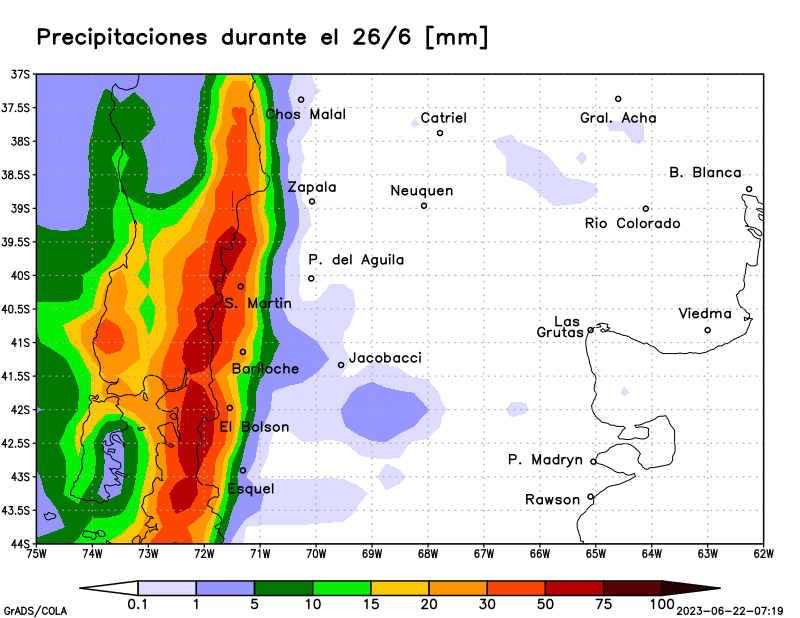 Precipitaciones durante el 26/6 [mm]
37S
37.5S
38S
38.5S
39S
39.5S
40S
40.5S
41S
41.5S
42S
42.5S
43S
43.5S
44S
Chos Malal
Catriel
Gral. Acha
B. Blanca
Zapala
Neuquen
Rio Colorado
P. del Aguila
S. Martin
Viedma
Las
Grutas
Bariloche
Jacobacci
El Bolson
P. Madryn
Esquel
Rawson
75W 74W 73W 72W 71W 70W 69W 68W 67W 66W 65W 64W 63W 62W
0.1 1 5 10 15 20 30 50 75 100
GrADS/COLA
2023-06-22-07:19